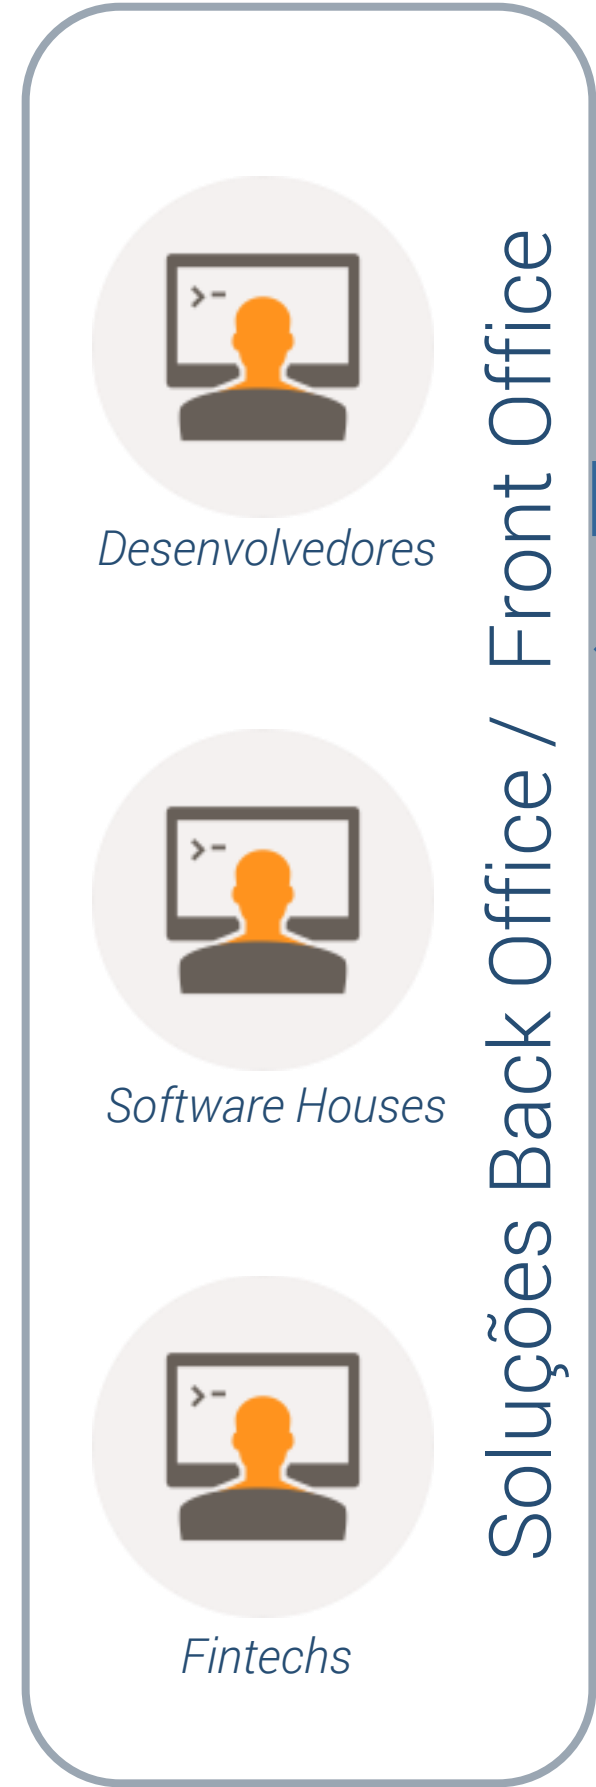 >-
Desenvolvedores
>-
Software Houses
>-
Fintechs
Soluções Back Office / Front Office